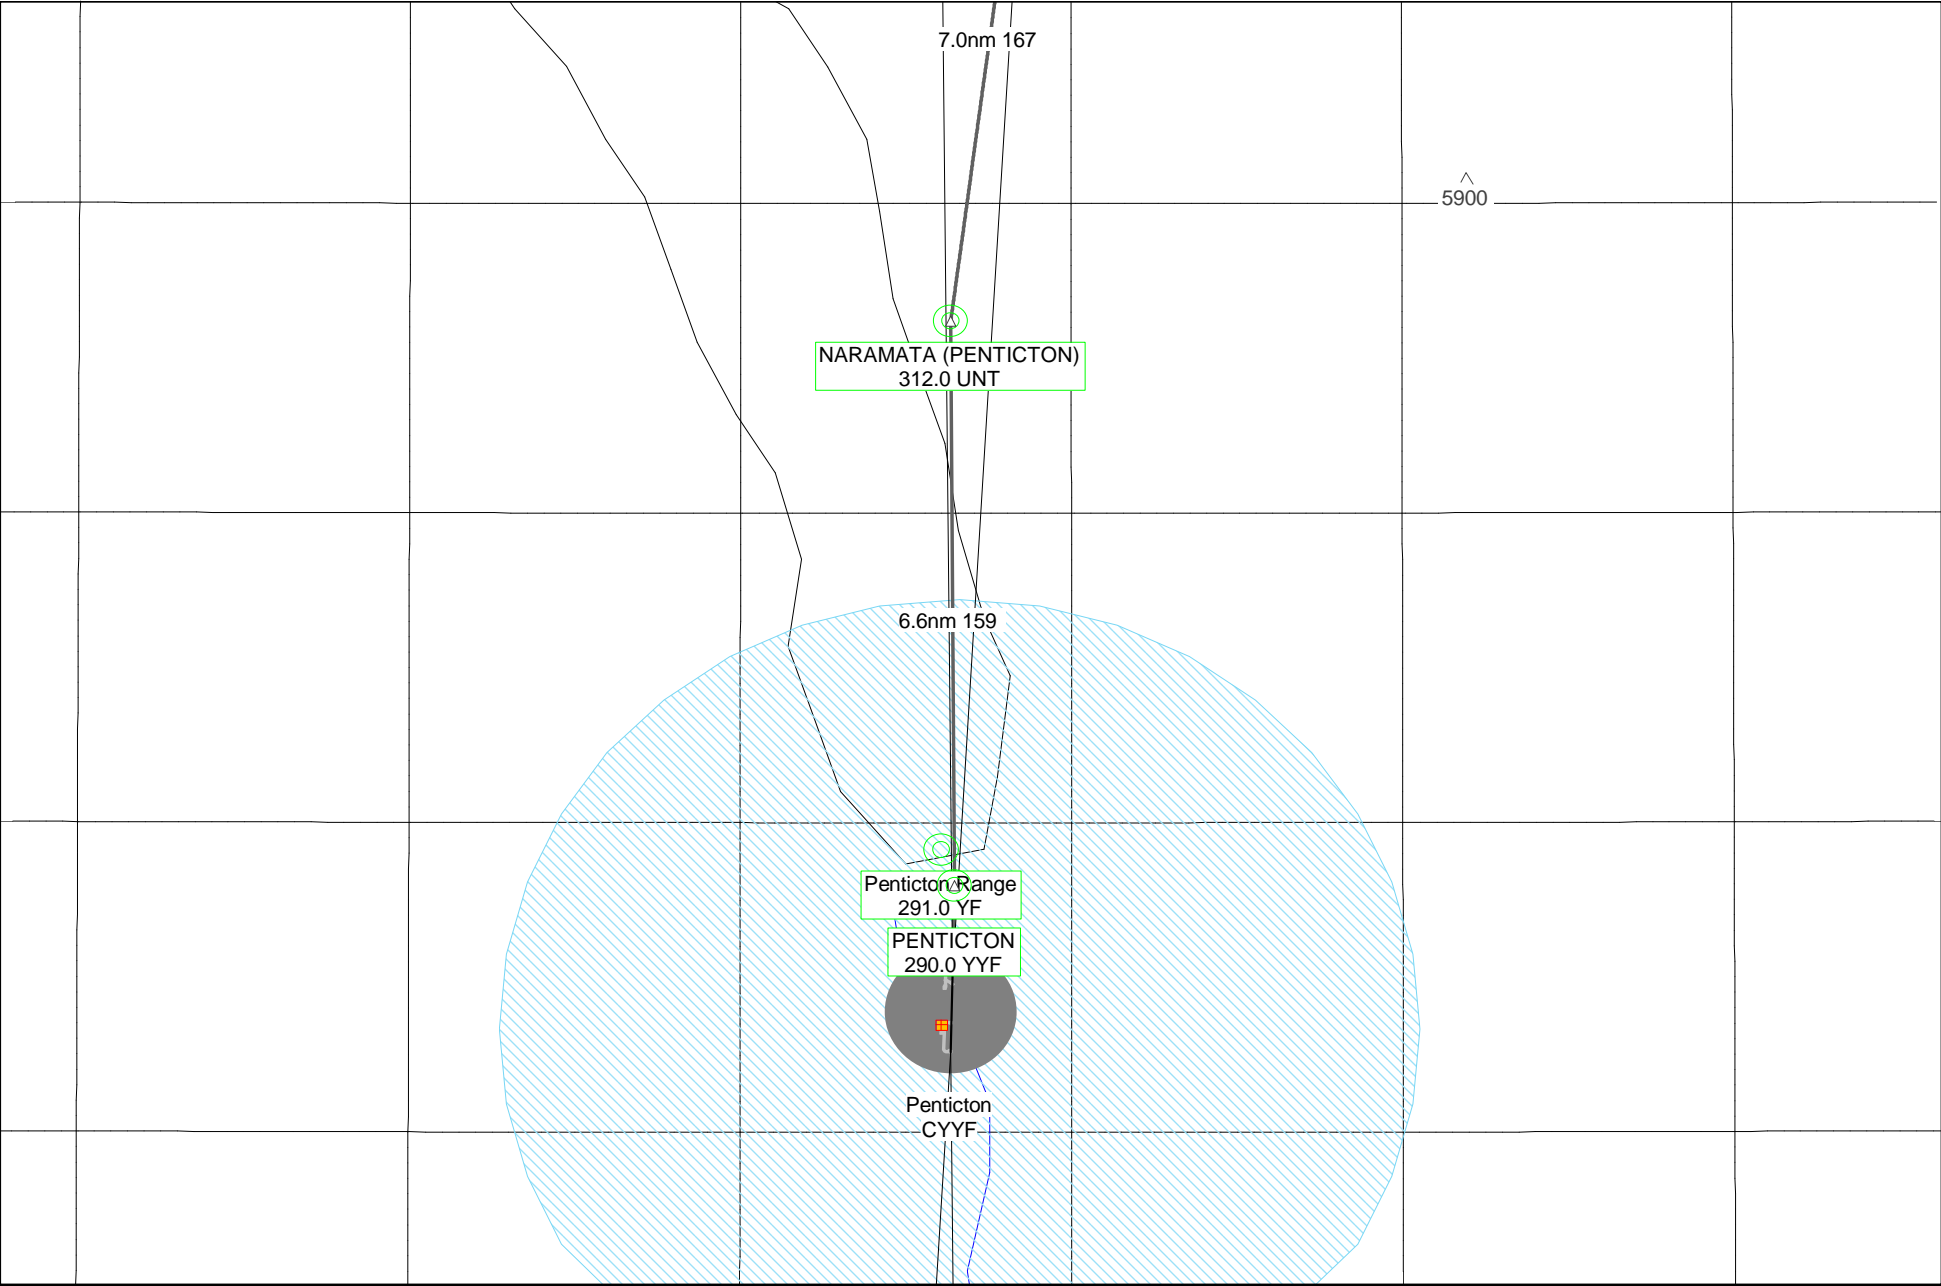 7.0nm 167
5900
NARAMATA (PENTICTON)
312.0 UNT
6.6nm 159
Penticton Range
291.0 YF
PENTICTON
290.0 YYF
Penticton
CYYF